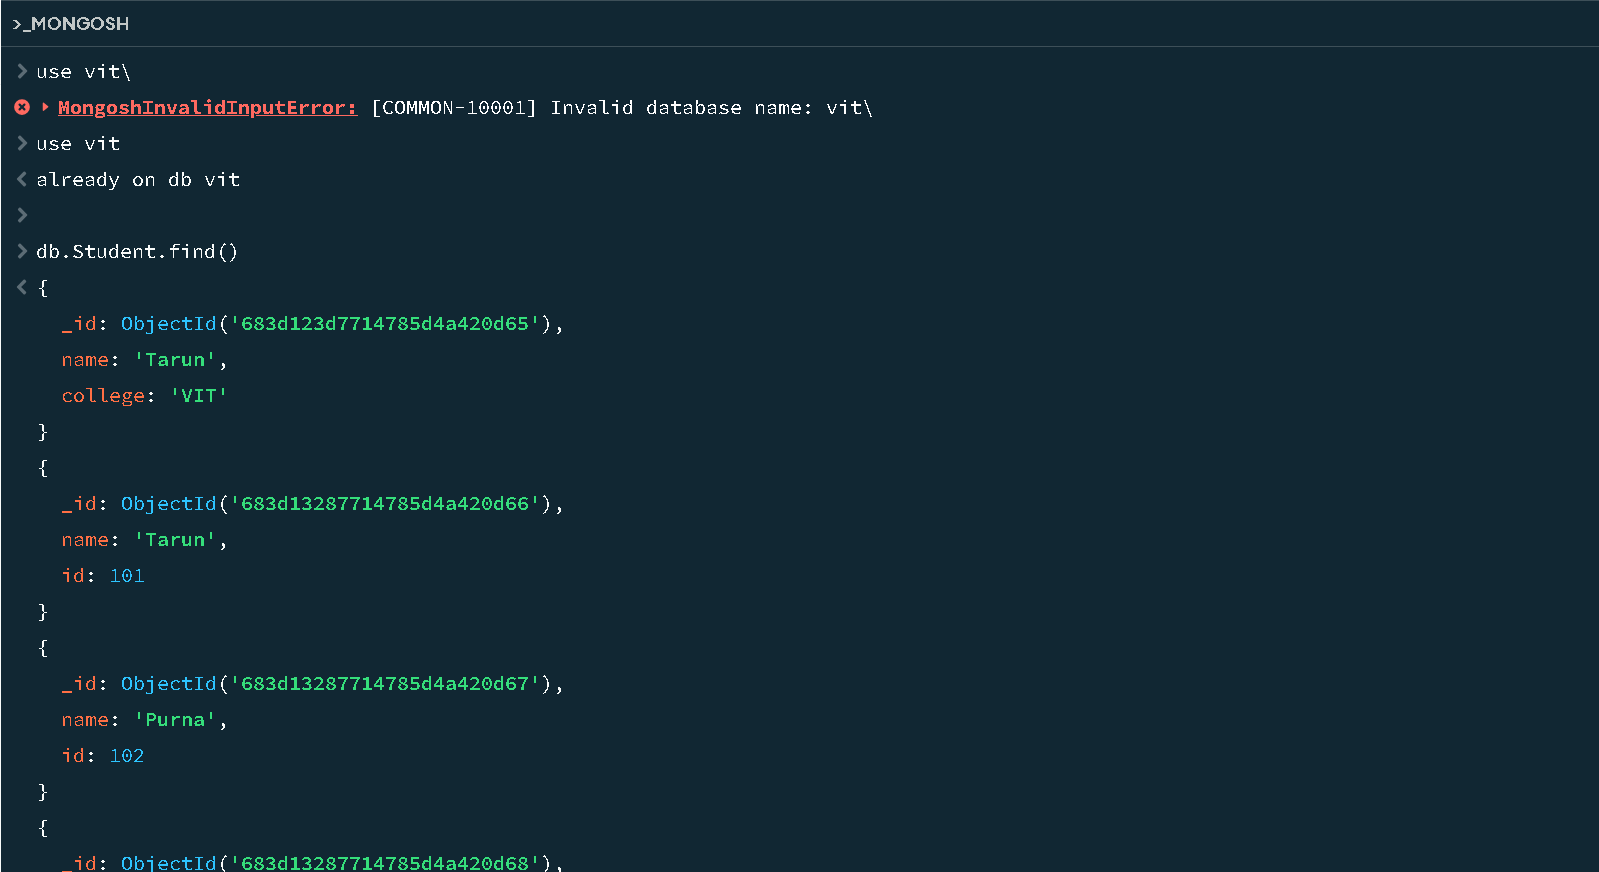 >_MONGOSH
> use vit\
MongoshInvalidInputError: [COMMON-10001] Invalid database name: vit\
> use vit
< already on db vit
>
> db.Student.find()
< {
_id: ObjectId('683d123d7714785d4a420d65'),
name: 'Tarun',
college: 'VIT'
}
{
_id: ObjectId('683d13287714785d4a420d66'),
name: 'Tarun',
id: 101
}
{
_id: ObjectId('683d13287714785d4a420d67'),
name: 'Purna',
id: 102
}
{
_id: ObjectId('683d13287714785d4a420d68'),